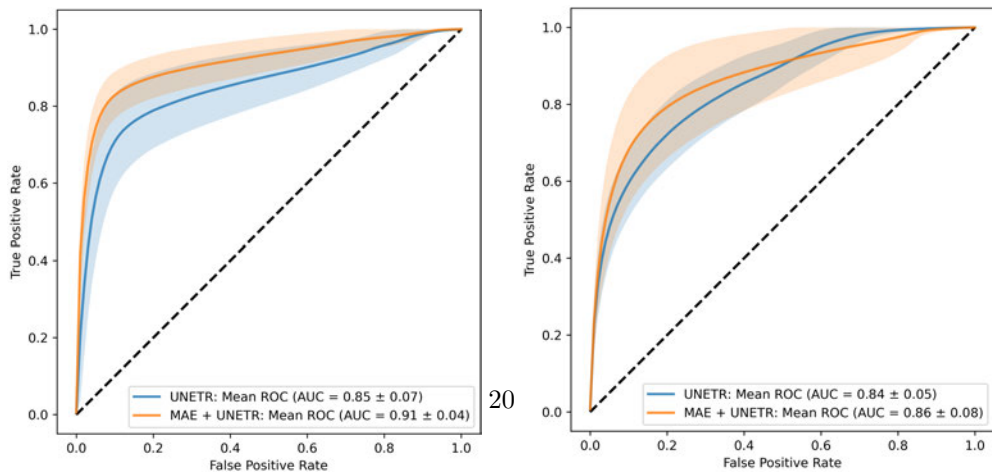 1.0
0.8
0.6
0.4
0.2
0.0
True Positive Rate
0.0 0.2 0.4 0.6 0.8 1.0
False Positive Rate
UNETR: Mean ROC (AUC = 0.85 ± 0.07)
MAE + UNETR: Mean ROC (AUC = 0.91 ± 0.04)
20
1.0
0.8
0.6
0.4
0.2
0.0
True Positive Rate
0.0 0.2 0.4 0.6 0.8 1.0
False Positive Rate
UNETR: Mean ROC (AUC = 0.84 ± 0.05)
MAE + UNETR: Mean ROC (AUC = 0.86 ± 0.08)